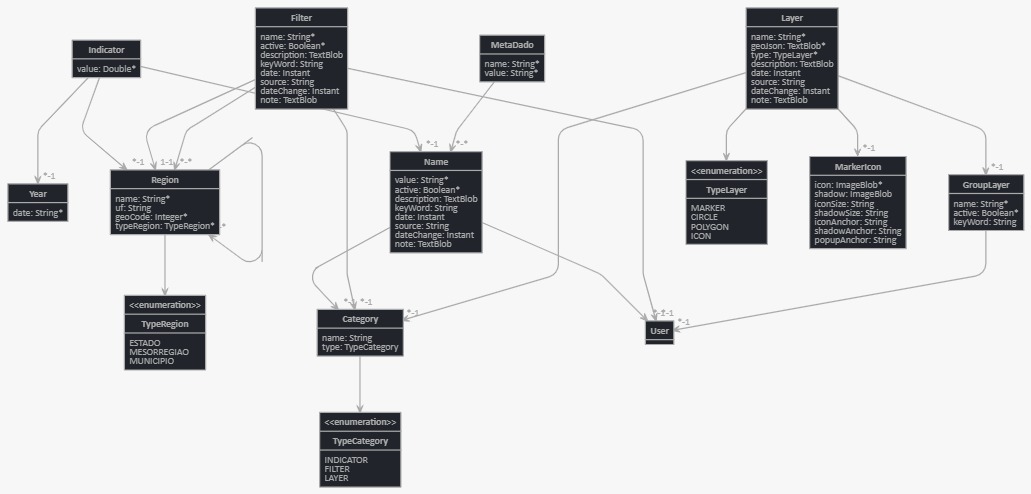 Indicator
value: Double*
Filter
name: String*
active: Boolean*
description: TextBlob
keyWord: String
date: Instant
source: String
dateChange: Instant
note: TextBlob
MetaDado
name: String*
value: String*
Layer
name: String*
geoJson: TextBlob*
type: TypeLayer*
description: TextBlob
date: Instant
source: String
dateChange: Instant
note: TextBlob
*-1
*-1
1-1
*-*
*-1
*-*
*-1
*-1
Year
date: String*
Region
name: String*
uf: String
geoCode: Integer*
typeRegion: TypeRegion*
Name
value: String*
active: Boolean*
description: TextBlob
keyWord: String
date: Instant
source: String
dateChange: Instant
note: TextBlob
<<enumeration>>
TypeLayer
MARKER
CIRCLE
POLYGON
ICON
MarkerIcon
icon: ImageBlob*
shadow: ImageBlob
iconSize: String
shadowSize: String
iconAnchor: String
shadowAnchor: String
popupAnchor: String
GroupLayer
name: String*
active: Boolean*
keyWord: String
<<enumeration>>
TypeRegion
ESTADO
MESORREGIAO
MUNICIPIO
*-1
*-1
*-1
Category
name: String
type: TypeCategory
User
<<enumeration>>
TypeCategory
INDICATOR
FILTER
LAYER